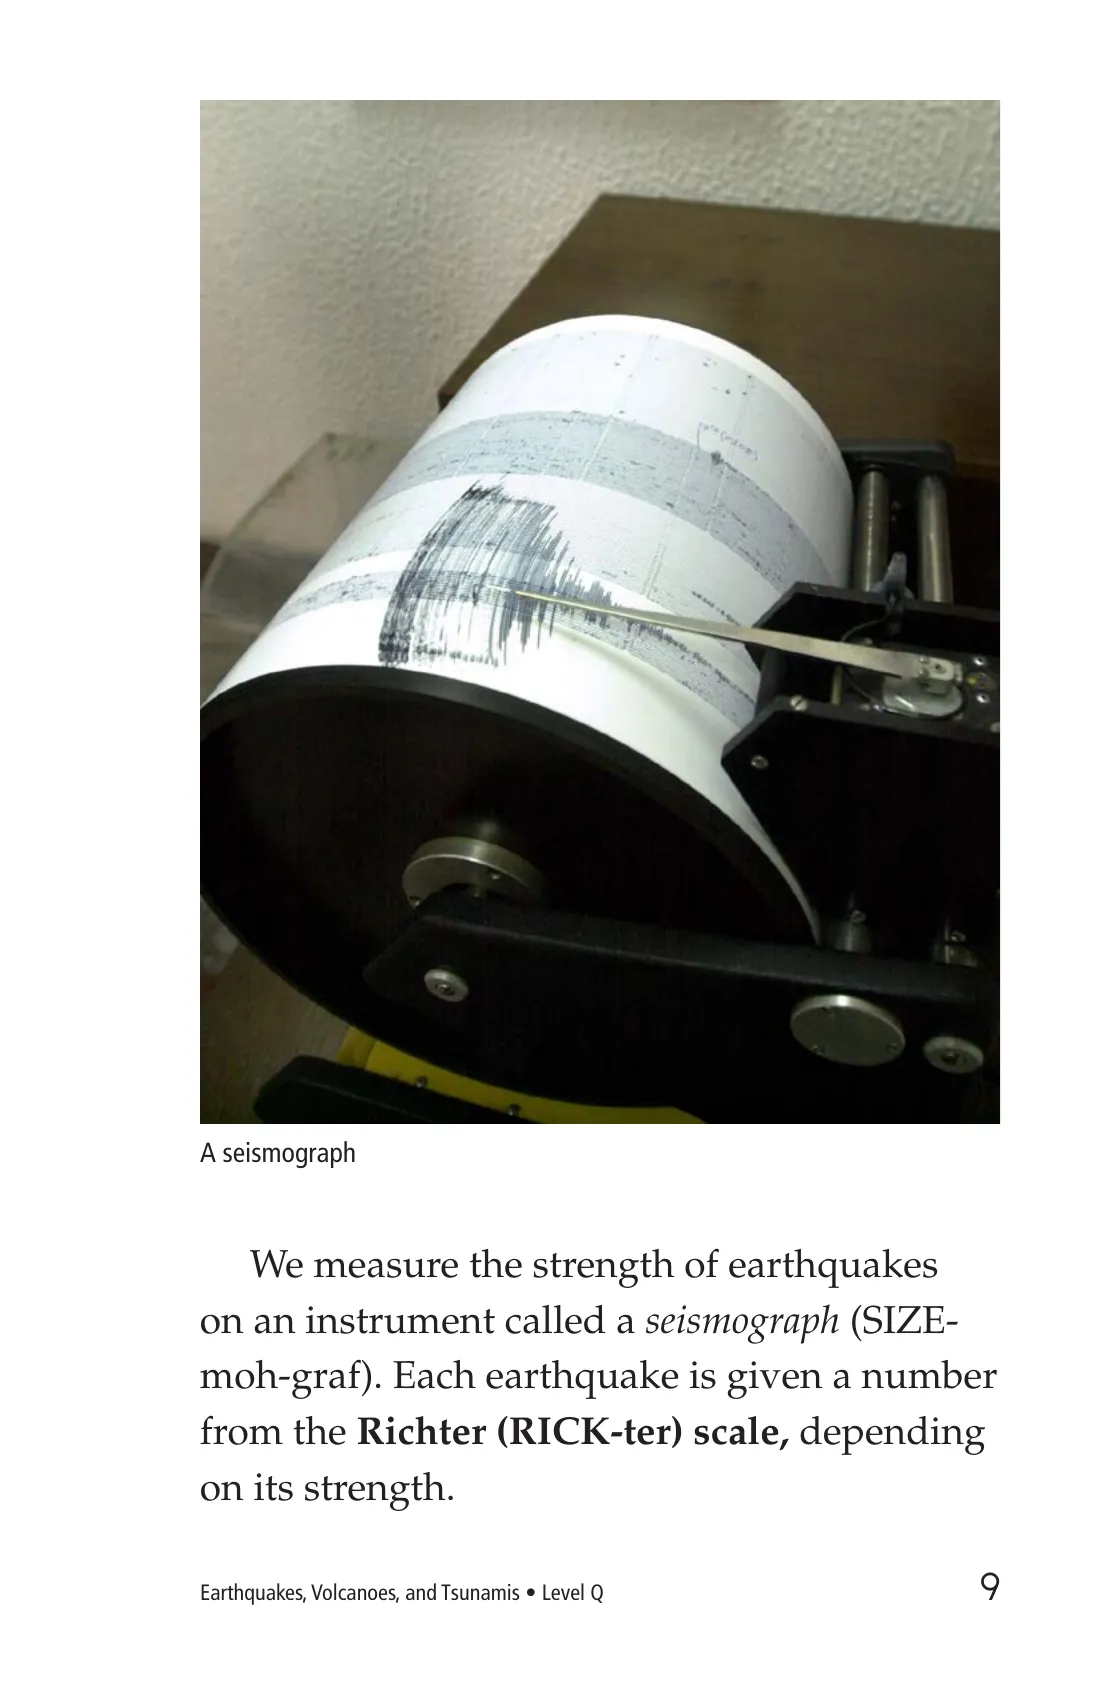 A seismograph
We measure the strength of earthquakes
on an instrument called a seismograph (SIZE-
moh-graf). Each earthquake is given a number
from the Richter (RICK-ter) scale, depending
on its strength.
Earthquakes, Volcanoes, and Tsunamis • Level Q
9